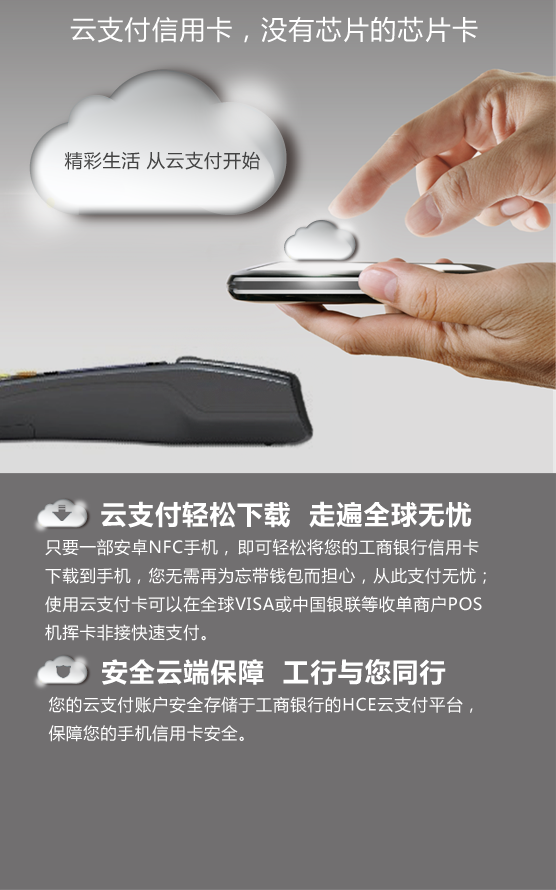 云支付信用卡，没有芯片的芯片卡
精彩生活 从云支付开始
云支付轻松下载 走遍全球无忧
只要一部安卓NFC手机，即可轻松将您的工商银行信用卡
下载到手机，您无需再为忘带钱包而担心，从此支付无忧；
使用云支付卡可以在全球VISA或中国银联等收单商户POS
机挥卡非接快速支付。
安全云端保障 工行与您同行
您的云支付账户安全存储于工商银行的HCE云支付平台，
保障您的手机信用卡安全。